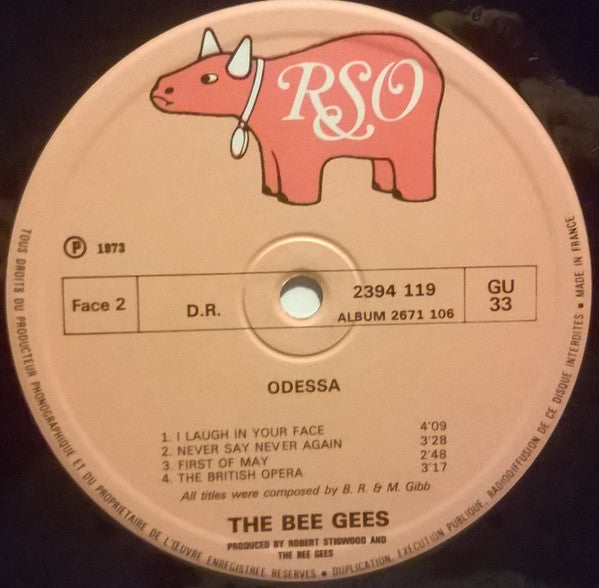 RSO
℗ 1973
Face 2
D.R.
2394 119
ALBUM 2671 106
GU
33
ODESSA
1. I LAUGH IN YOUR FACE 4'09
2. NEVER SAY NEVER AGAIN 3'28
3. FIRST OF MAY 2'48
4. THE BRITISH OPERA 3'17
All titles were composed by B. R. & M. Gibb
THE BEE GEES
PRODUCED BY ROBERT STIGWOOD AND
THE BEE GEES
TOUS DROITS DU PRODUCTEUR PHONOGRAPHIQUE ET DU PROPRIETAIRE DE L'ŒUVRE ENREGISTREE RESERVES • DUPLICATION, EXECUTION PUBLIQUE, RADIODIFFUSION DE CE DISQUE INTERDITES • MADE IN FRANCE